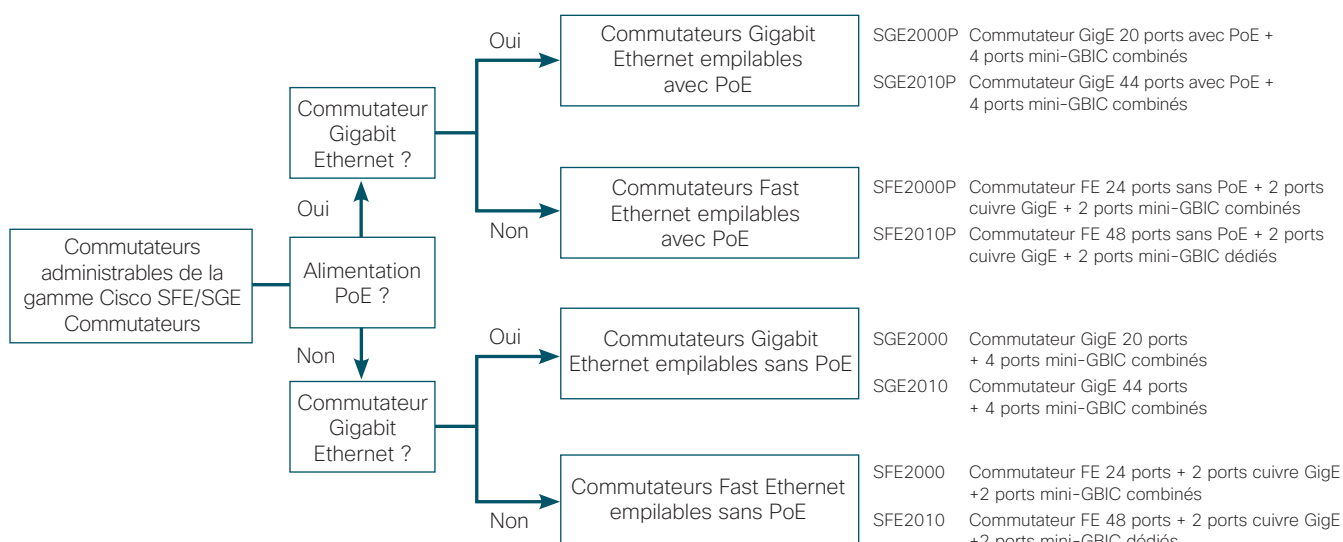 Commutateurs
administrables de la
gamme Cisco SFE/SGE
Commutateurs
Alimentation
PoE ?
Oui
Non
Commutateur
Gigabit
Ethernet ?
Oui
Non
Commutateurs Gigabit
Ethernet empilables
avec PoE
SGE2000P Commutateur GigE 20 ports avec PoE +
4 ports mini-GBIC combinés
SGE2010P Commutateur GigE 44 ports avec PoE +
4 ports mini-GBIC combinés
Commutateurs Fast
Ethernet empilables
avec PoE
SFE2000P Commutateur FE 24 ports sans PoE + 2 ports
cuivre GigE + 2 ports mini-GBIC combinés
SFE2010P Commutateur FE 48 ports sans PoE + 2 ports
cuivre GigE + 2 ports mini-GBIC dédiés
Commutateur
Gigabit
Ethernet ?
Oui
Non
Commutateurs Gigabit
Ethernet empilables sans PoE
SGE2000 Commutateur GigE 20 ports
+ 4 ports mini-GBIC combinés
SGE2010 Commutateur GigE 44 ports
+ 4 ports mini-GBIC combinés
Commutateurs Fast Ethernet
empilables sans PoE
SFE2000 Commutateur FE 24 ports + 2 ports cuivre GigE
+2 ports mini-GBIC combinés
SFE2010 Commutateur FE 48 ports + 2 ports cuivre GigE
+2 ports mini-GBIC dédiés